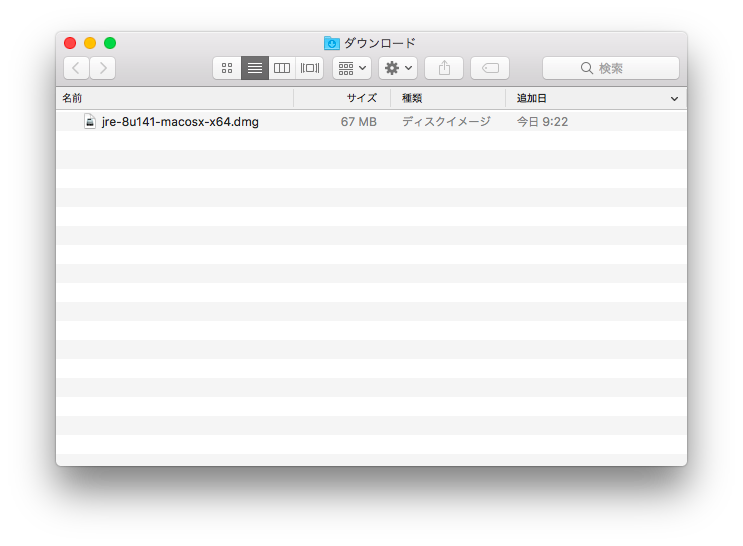 ダウンロード
検索
名前 サイズ 種類 追加日
jre-8u141-macosx-x64.dmg 67 MB ディスクイメージ 今日 9:22